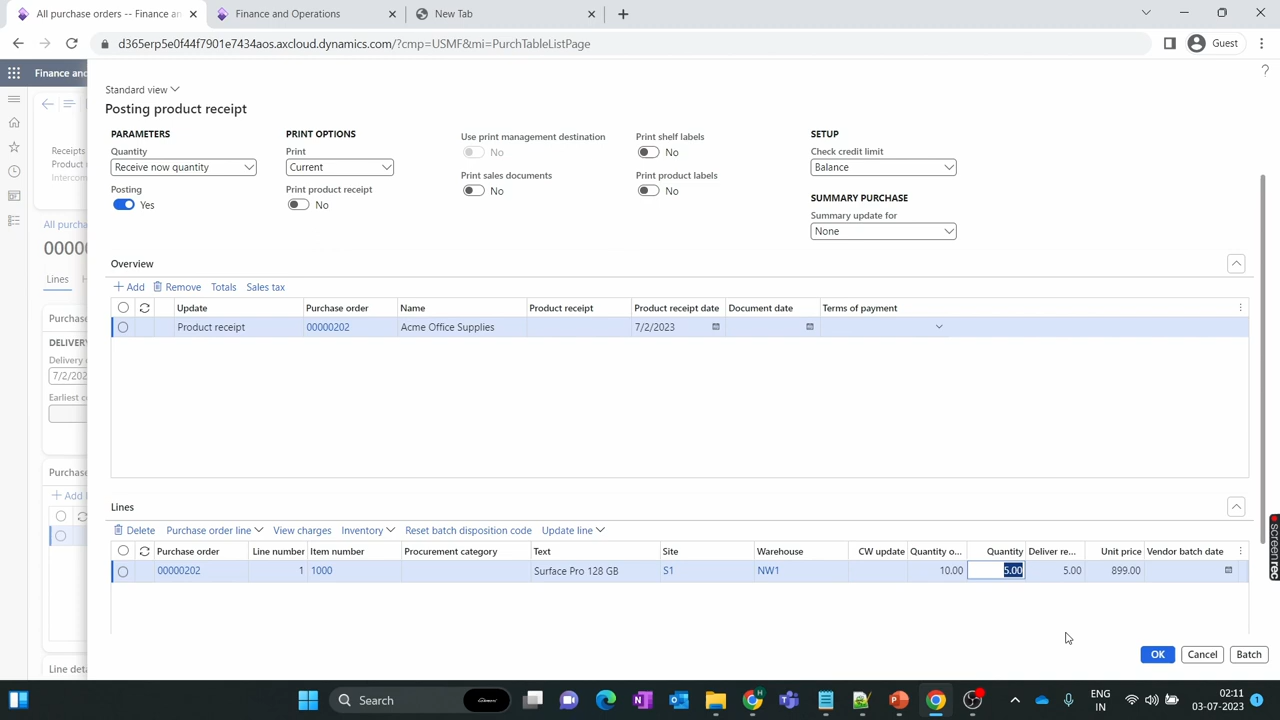 All purchase orders -- Finance an
Finance and Operations
New Tab
d365erp5e0f44f7901e7434aos.axcloud.dynamics.com/?cmp=USMF&mi=PurchTableListPage
Guest
Finance and
Standard view
Posting product receipt
PARAMETERS
PRINT OPTIONS
Use print management destination
Print shelf labels
SETUP
Receipts
Product
Intercom
Quantity
Print
No
No
Check credit limit
Receive now quantity
Current
Print sales documents
Print product labels
Balance
Posting
Print product receipt
No
No
SUMMARY PURCHASE
Yes
No
Summary update for
None
All purcha
0000
Lines
H
Overview
+ Add
Remove
Totals
Sales tax
Update
Purchase order
Name
Product receipt
Product receipt date
Document date
Terms of payment
Product receipt
00000202
Acme Office Supplies
7/2/2023
Purchase
DELIVER
Delivery
7/2/202
Earliest c
Purchase
+ Add l
Line deta
Lines
Delete
Purchase order line
View charges
Inventory
Reset batch disposition code
Update line
Purchase order
Line number
Item number
Procurement category
Text
Site
Warehouse
CW update
Quantity o...
Quantity
Deliver re...
Unit price
Vendor batch date
00000202
1
1000
Surface Pro 128 GB
S1
NW1
10.00
5.00
5.00
899.00
OK
Cancel
Batch
screenrec
Search
ENG
IN
02:11
03-07-2023